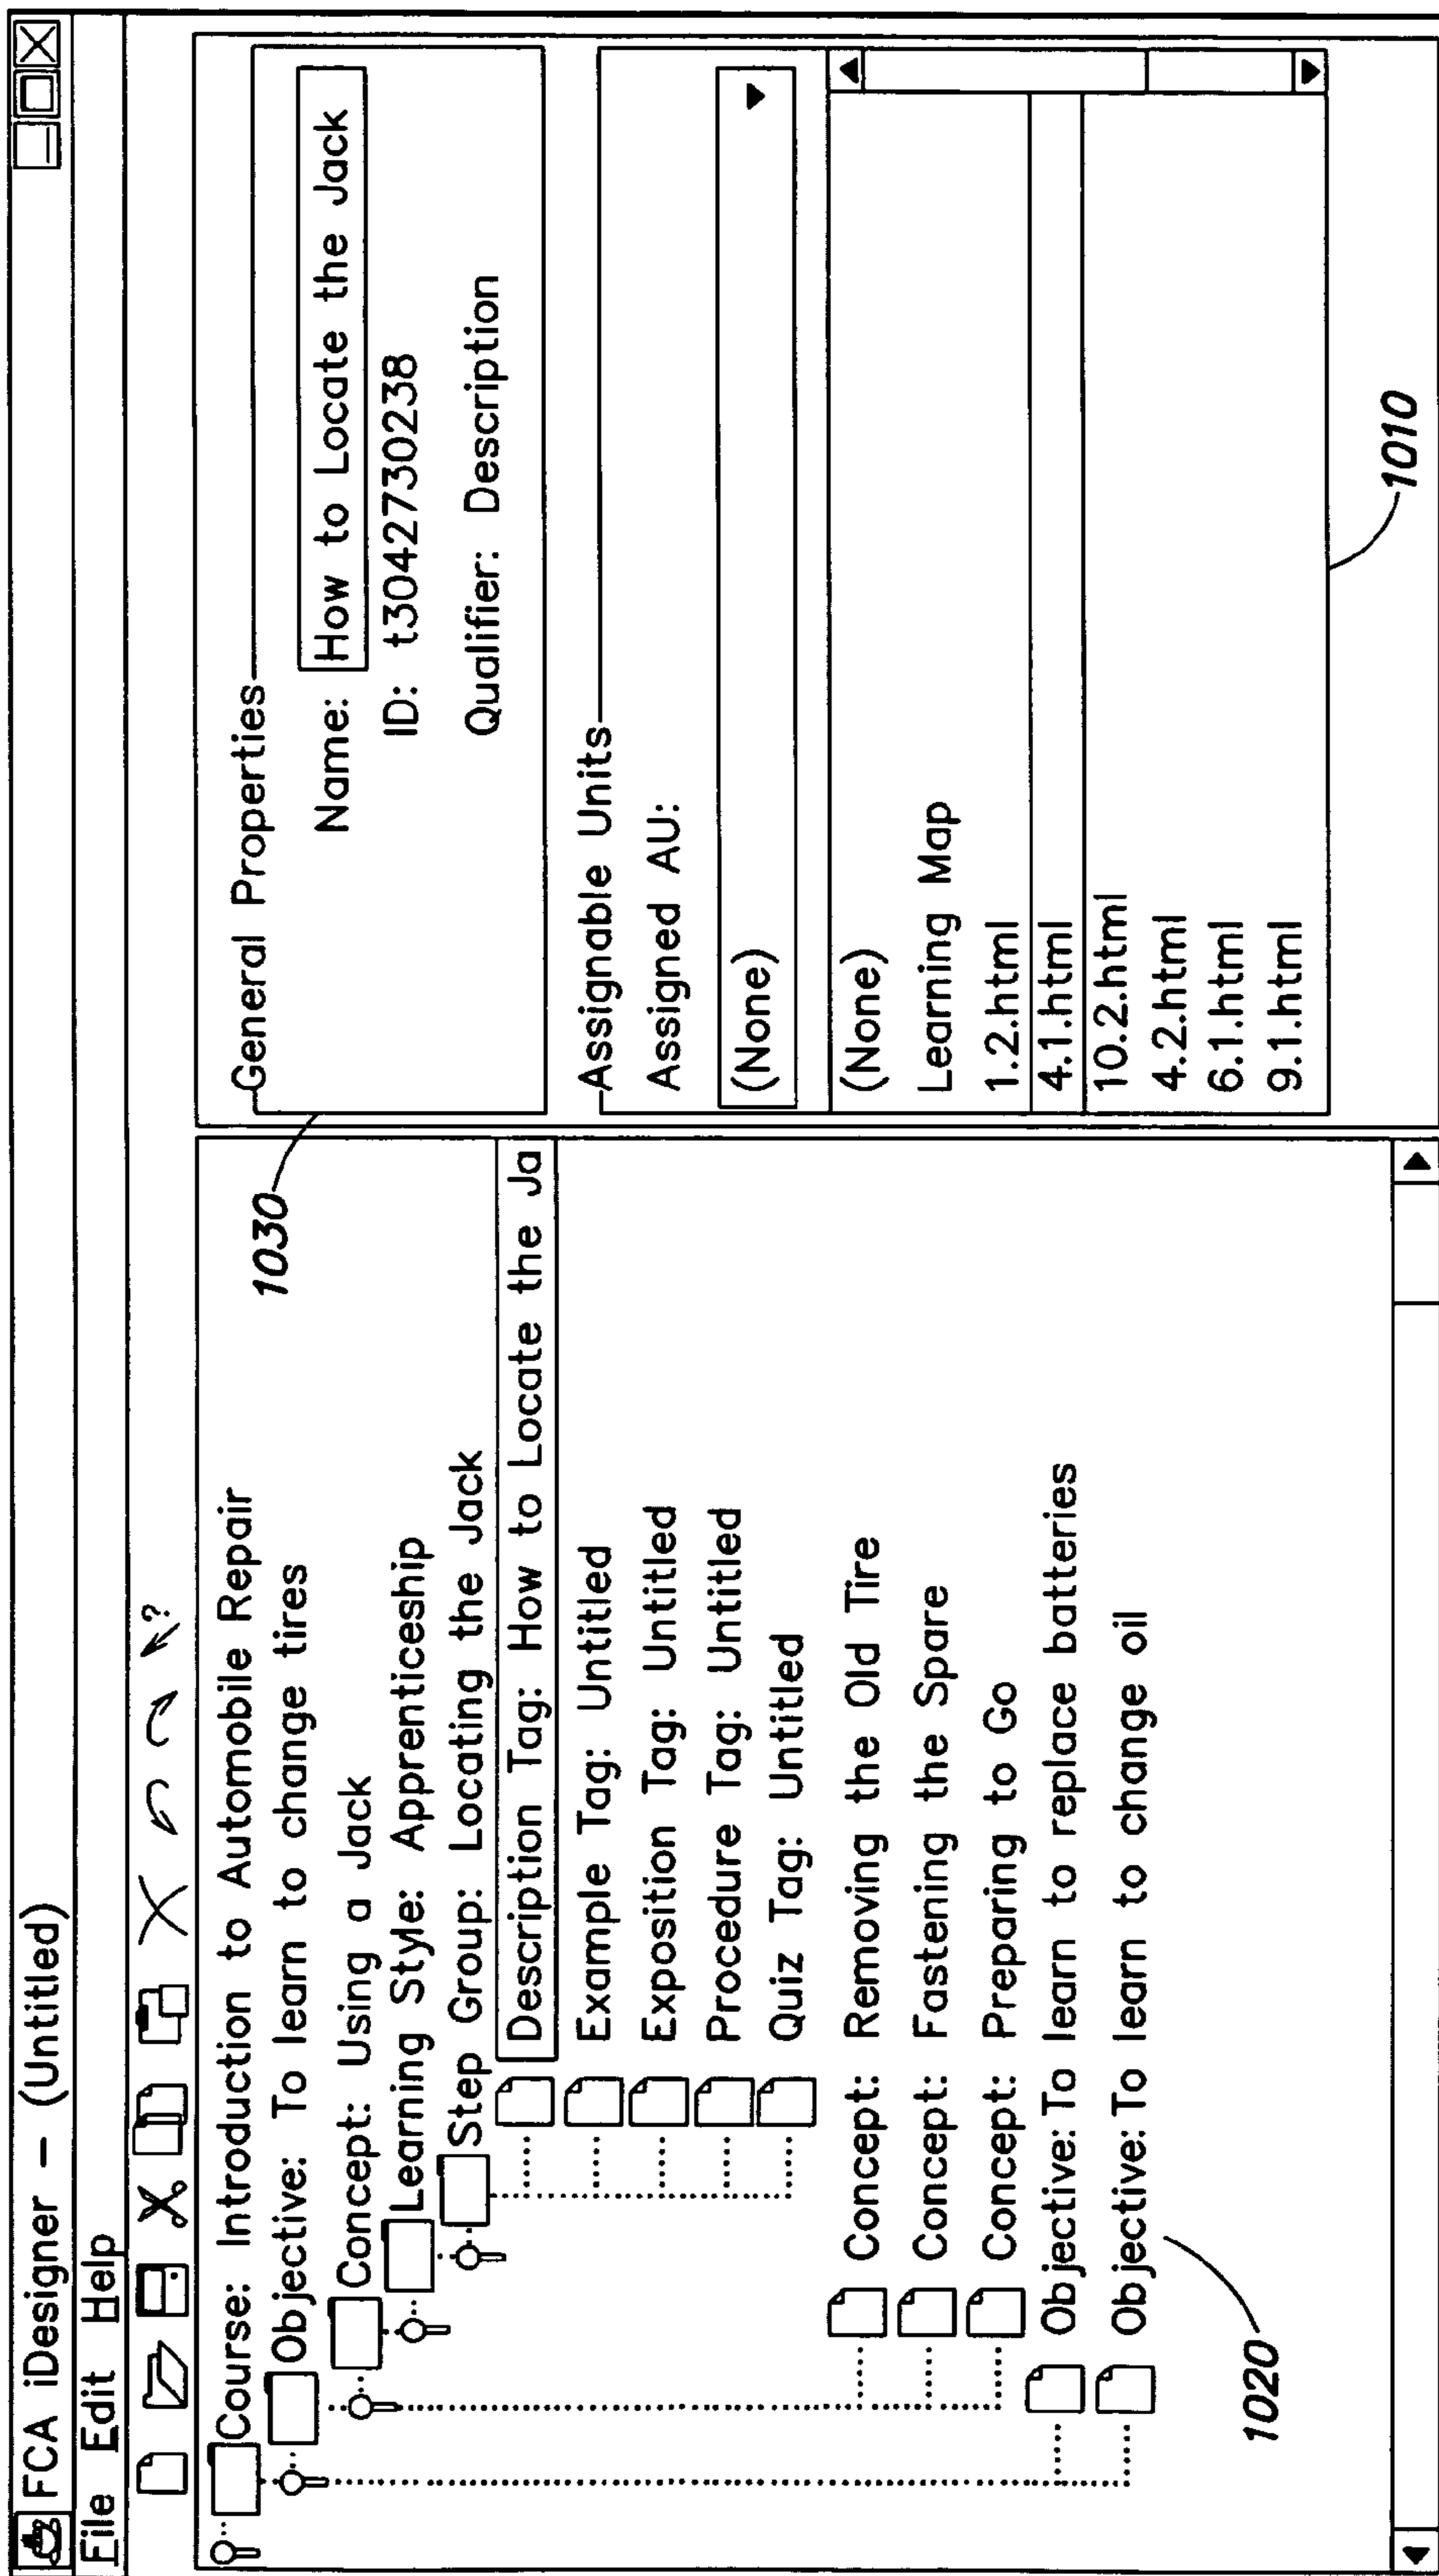 FCA iDesigner – (Untitled)
File Edit Help
?
Course: Introduction to Automobile Repair
Objective: To learn to change tires
Concept: Using a Jack
Learning Style: Apprenticeship
Step Group: Locating the Jack
Description Tag: How to Locate the Ja
Example Tag: Untitled
Exposition Tag: Untitled
Procedure Tag: Untitled
Quiz Tag: Untitled
Concept: Removing the Old Tire
Concept: Fastening the Spare
Concept: Preparing to Go
Objective: To learn to replace batteries
Objective: To learn to change oil
1020
1030
General Properties
Name: How to Locate the Jack
ID: t3042730238
Qualifier: Description
Assignable Units
Assigned AU:
(None)
(None)
Learning Map
1.2.html
4.1.html
10.2.html
4.2.html
6.1.html
9.1.html
1010